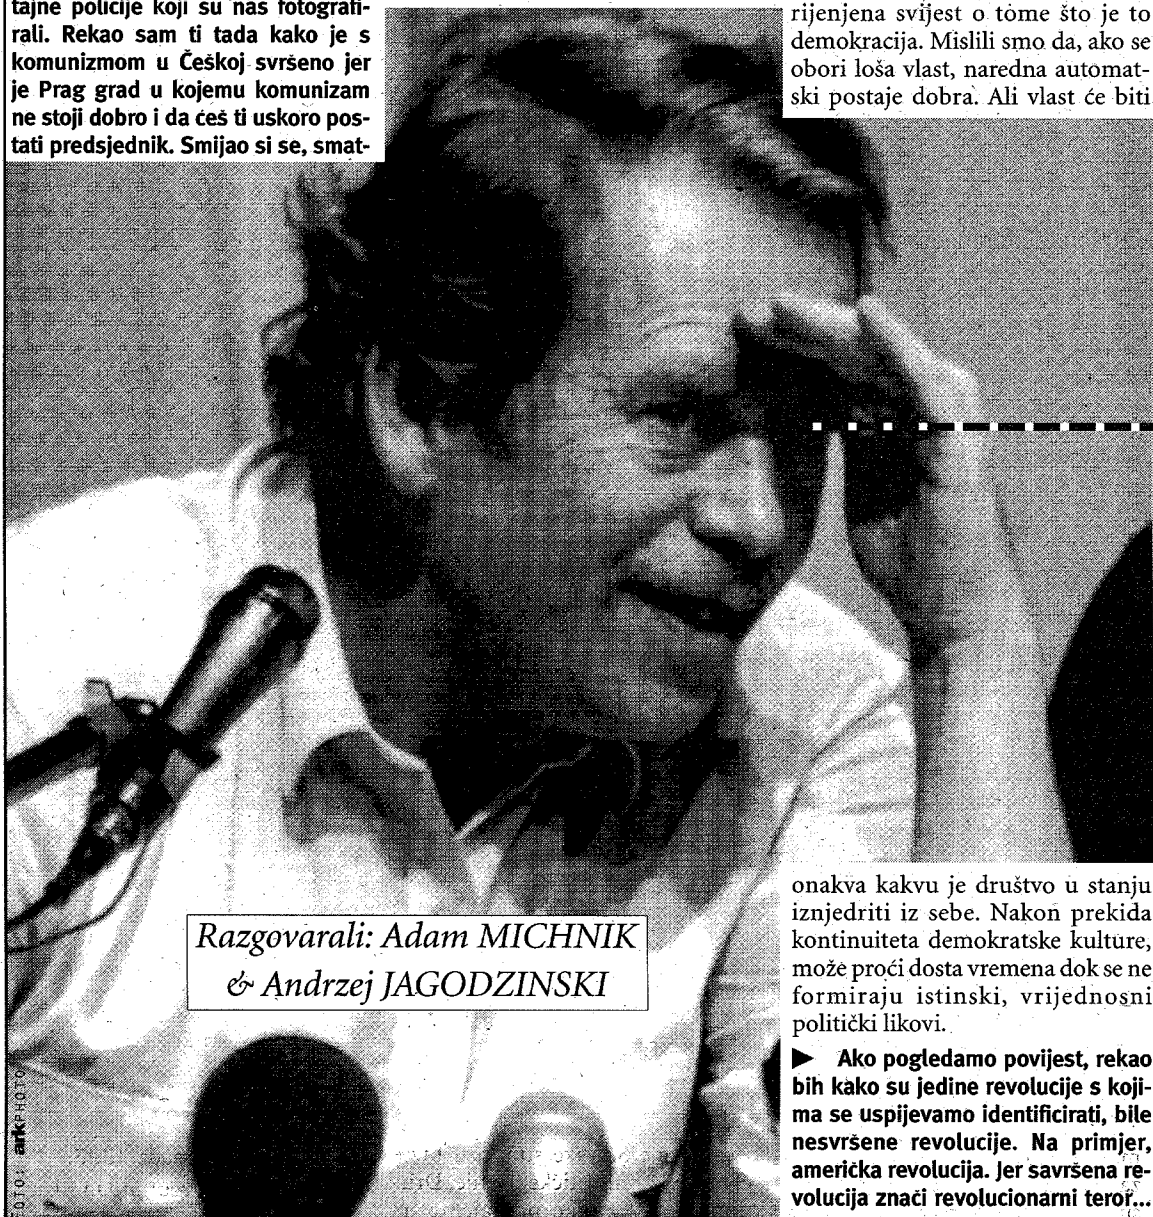 tajne policije koji su nas fotografi-
rali. Rekao sam ti tada kako je s
komunizmom u Češkoj svršeno jer
je Prag grad u kojemu komunizam
ne stoji dobro i da ćeš ti uskoro pos-
tati predsjednik. Smijao si se, smat-
Razgovarali: Adam MICHNIK
& Andrzej JAGODZINSKI
FOTO: arkPHOTO
rijenjena svijest o tome što je to
demokracija. Mislili smo da, ako se
obori loša vlast, naredna automat-
ski postaje dobra. Ali vlast će biti
onakva kakvu je društvo u stanju
iznjedriti iz sebe. Nakon prekida
kontinuiteta demokratske kulture,
može proći dosta vremena dok se ne
formiraju istinski, vrijednosni
politički likovi.
▶ Ako pogledamo povijest, rekao
bih kako su jedine revolucije s koji-
ma se uspijevamo identificirati, bile
nesvršene revolucije. Na primjer,
američka revolucija. Jer savršena re-
volucija znači revolucionarni teror...